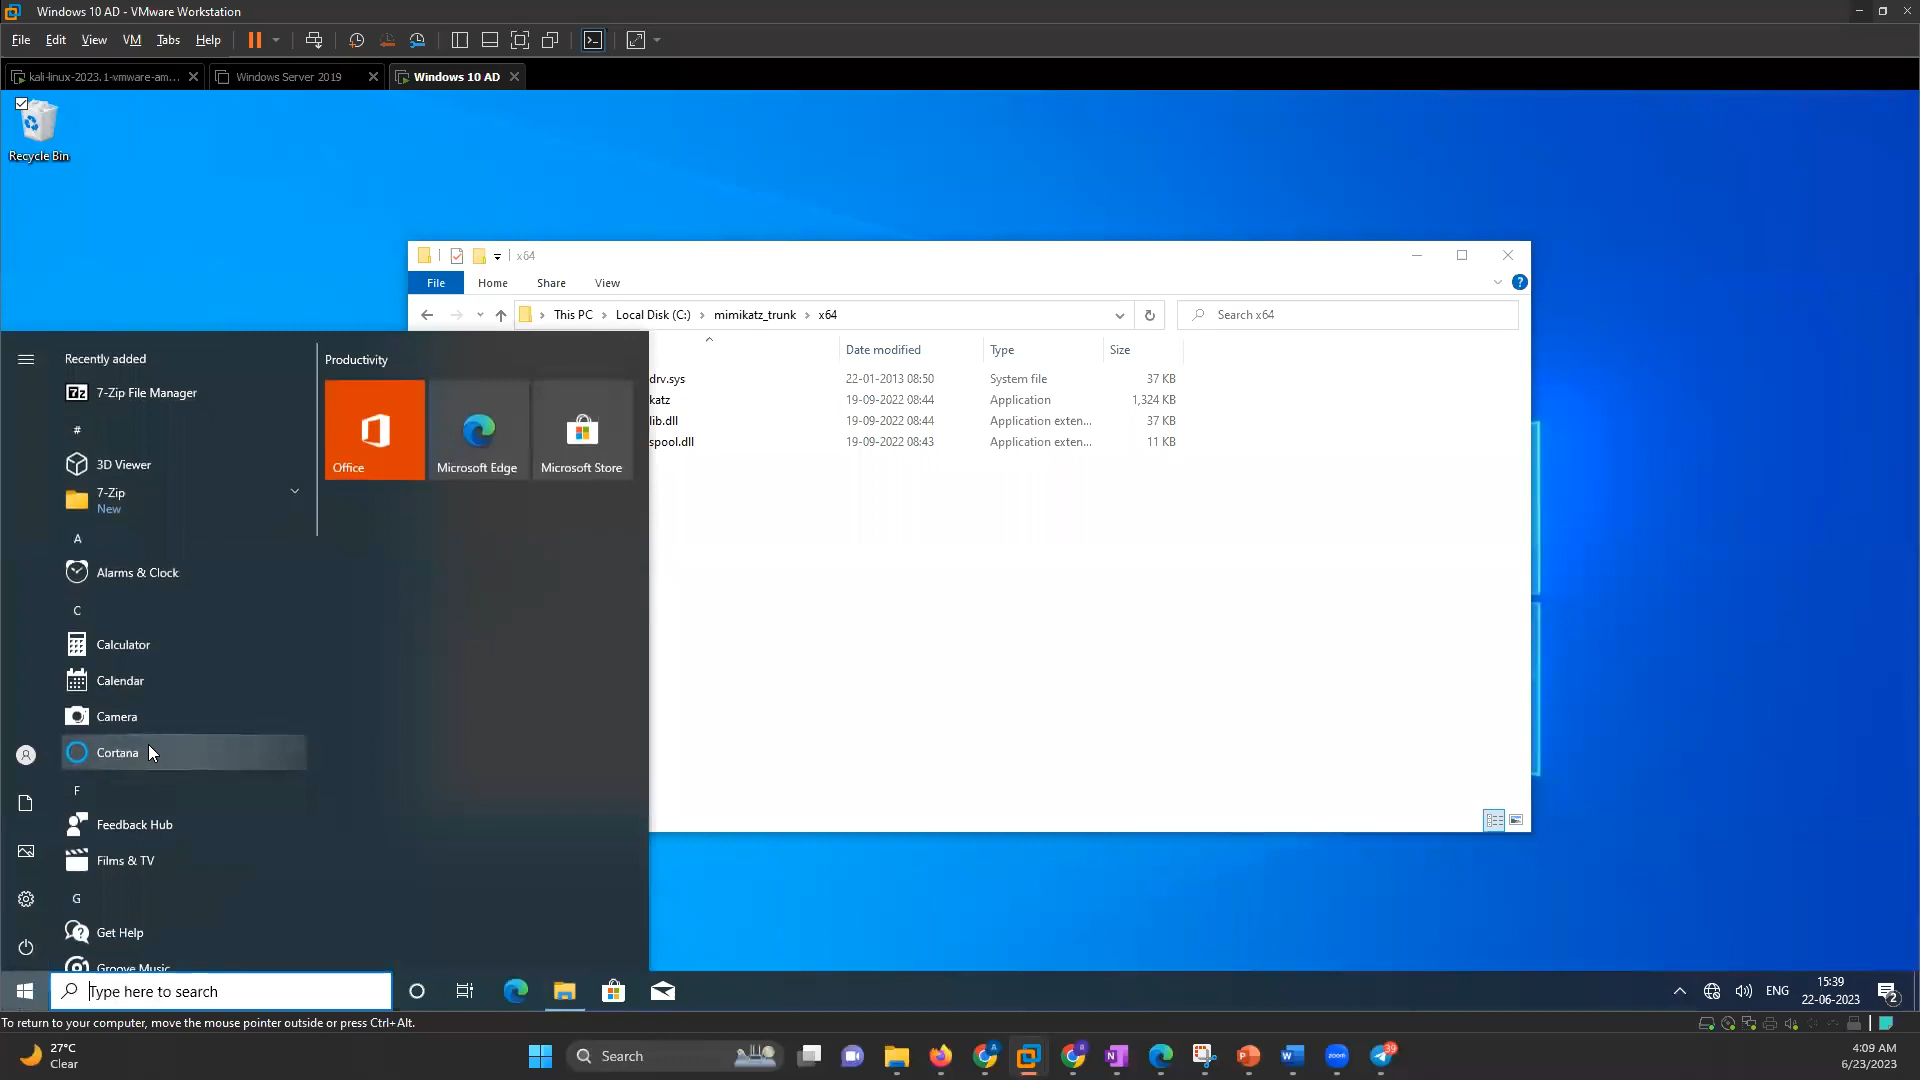 Windows 10 AD - VMware Workstation
File Edit View VM Tabs Help
kali-linux-2023.1-vmware-am... Windows Server 2019 Windows 10 AD
Recycle Bin
x64
File Home Share View
This PC Local Disk (C:) mimikatz_trunk x64 Search x64
Date modified Type Size
drv.sys 22-01-2013 08:50 System file 37 KB
katz 19-09-2022 08:44 Application 1,324 KB
lib.dll 19-09-2022 08:44 Application exten... 37 KB
spool.dll 19-09-2022 08:43 Application exten... 11 KB
Recently added
7-Zip File Manager
#
3D Viewer
7-Zip
New
A
Alarms & Clock
C
Calculator
Calendar
Camera
Cortana
F
Feedback Hub
Films & TV
G
Get Help
Groove Music
Productivity
Office Microsoft Edge Microsoft Store
Type here to search
ENG
15:39
22-06-2023
2
To return to your computer, move the mouse pointer outside or press Ctrl+Alt.
27°C
Clear
Search
zoom
39
4:09 AM
6/23/2023